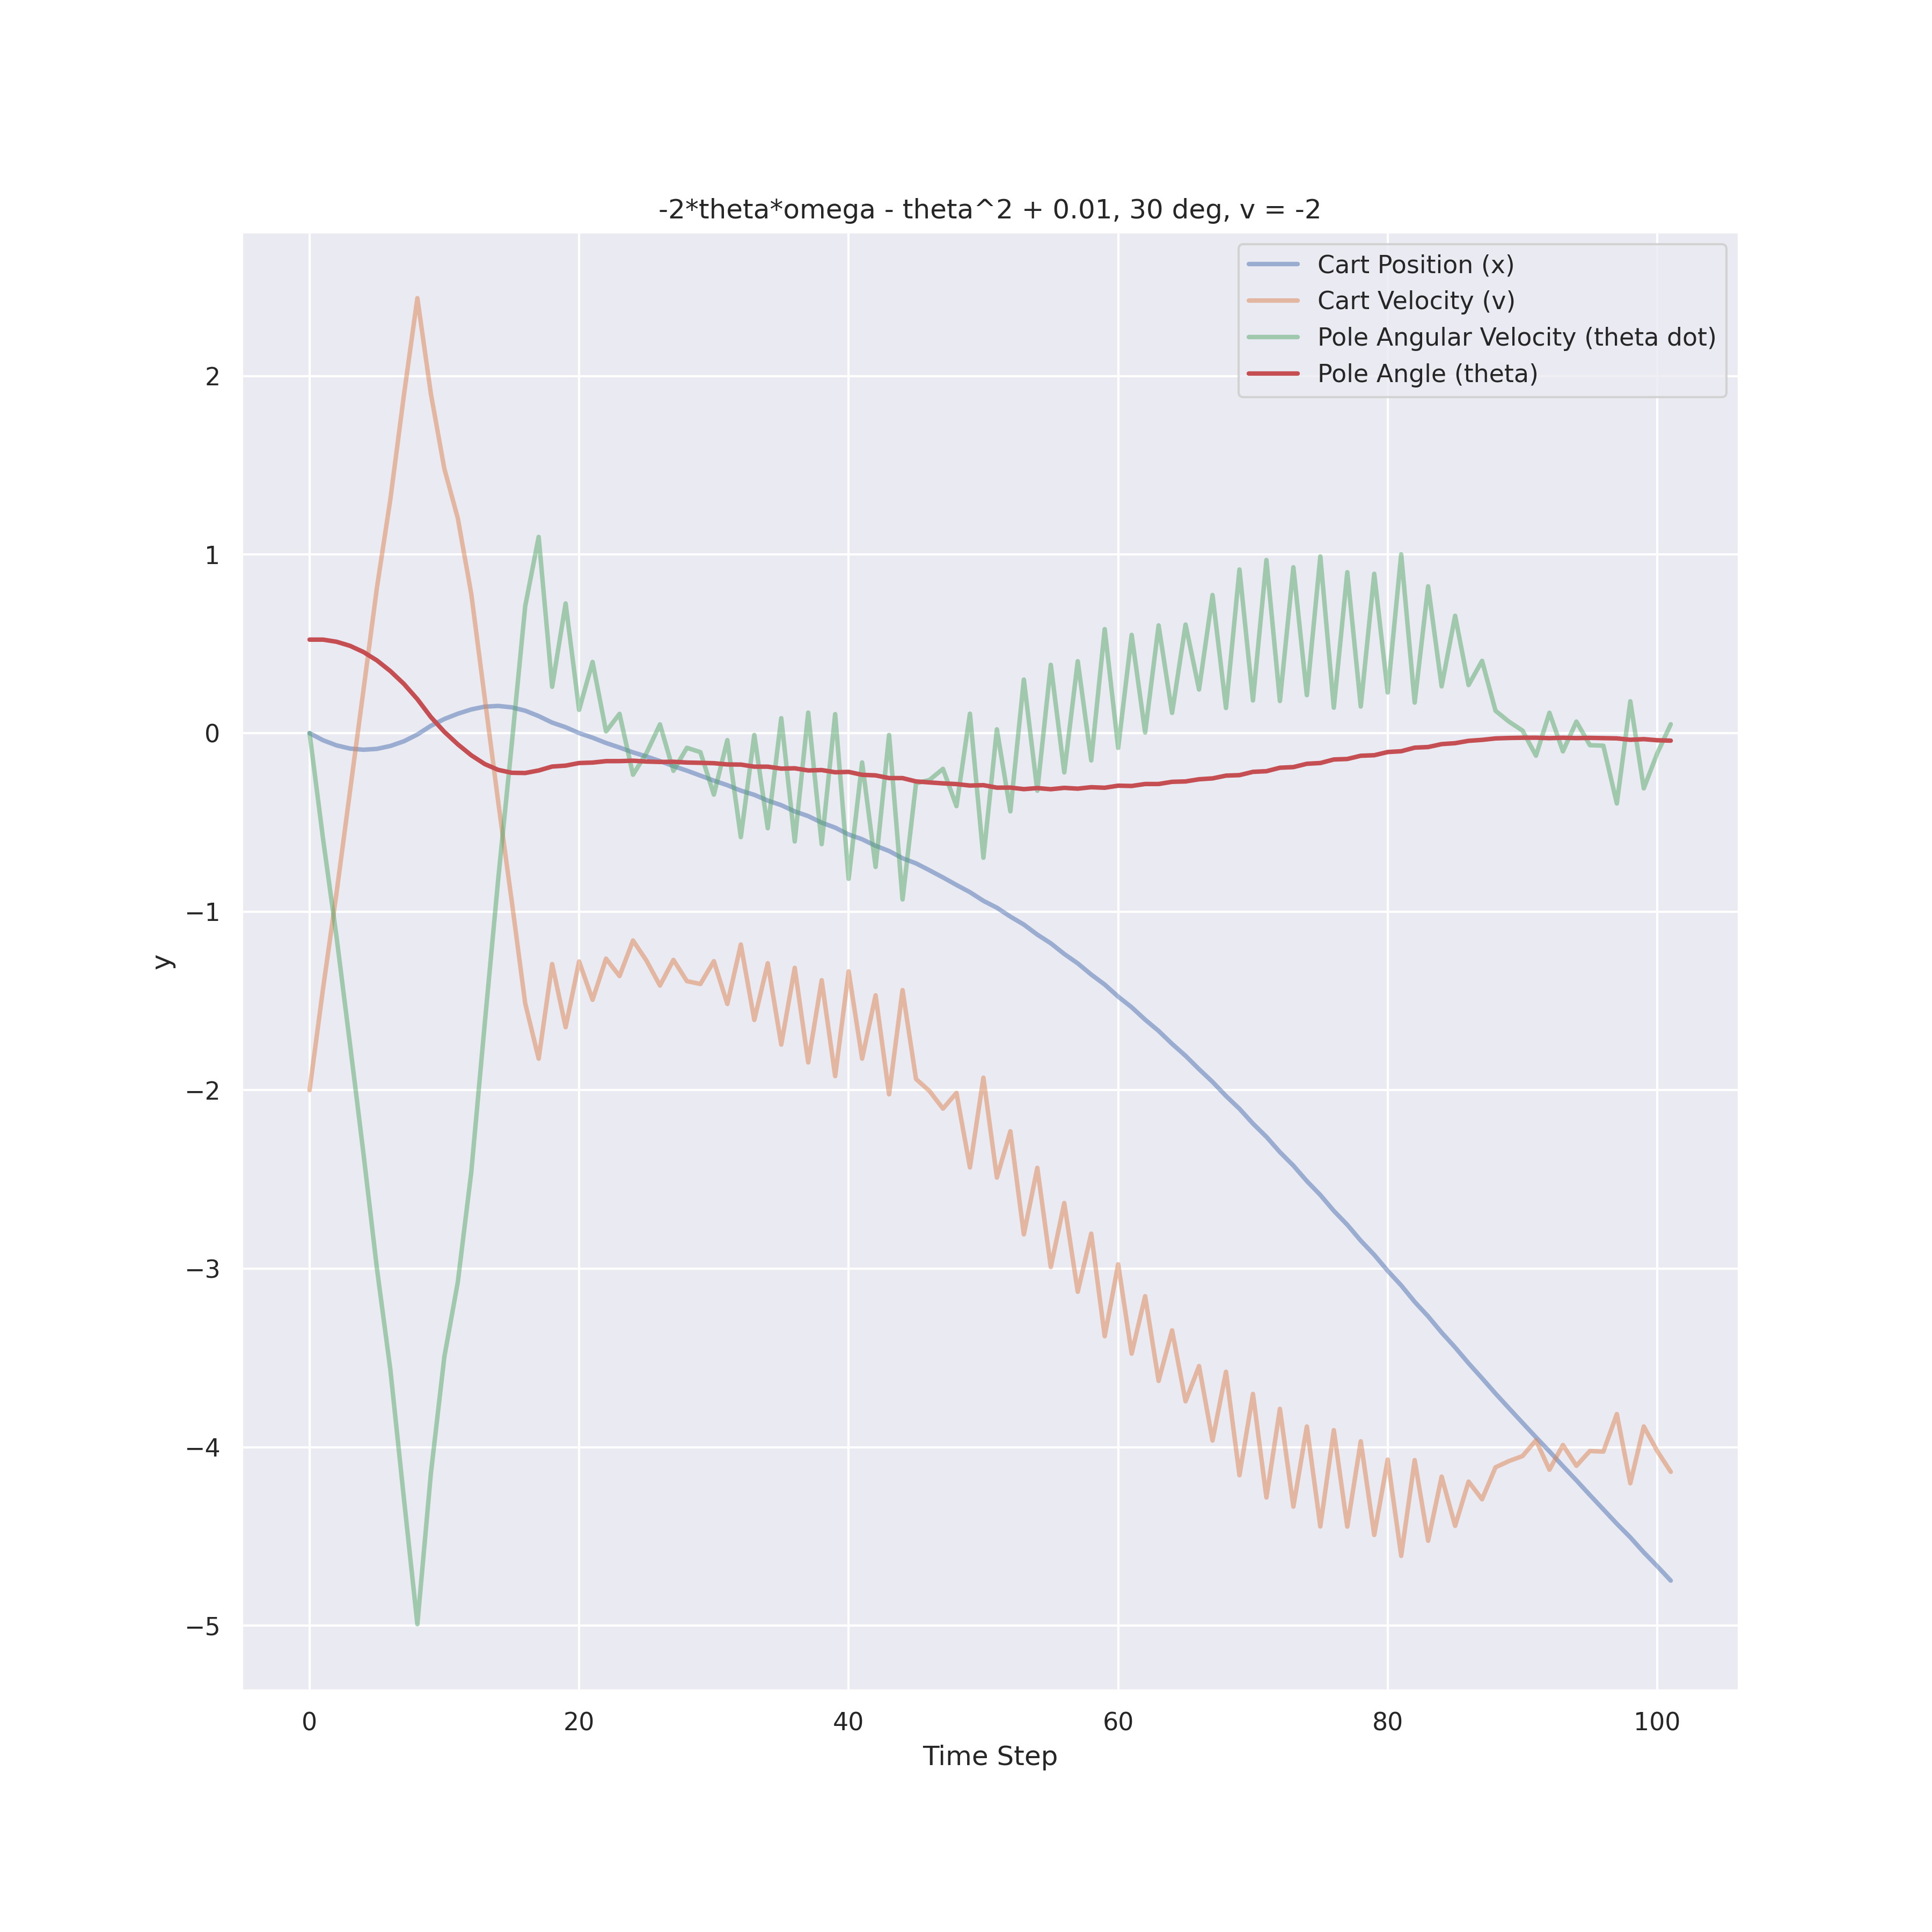 -2*theta*omega - theta^2 + 0.01, 30 deg, v = -2
Cart Position (x)
Cart Velocity (v)
Pole Angular Velocity (theta dot)
Pole Angle (theta)
2
1
0
−1
−2
−3
−4
−5
y
0 20 40 60 80 100
Time Step